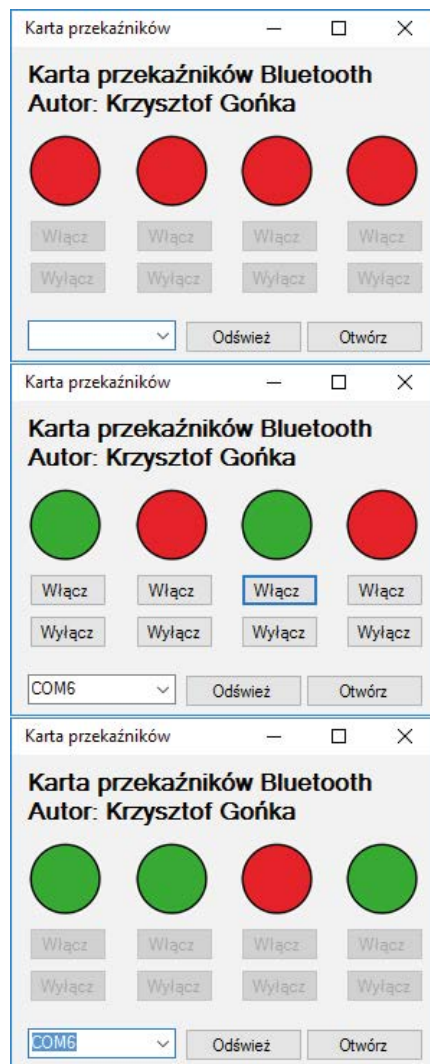 Karta przekaźników
Karta przekaźników Bluetooth
Autor: Krzysztof Gońka
Włącz Włącz Włącz Włącz
Wyłącz Wyłącz Wyłącz Wyłącz
Odśwież Otwórz
Karta przekaźników
Karta przekaźników Bluetooth
Autor: Krzysztof Gońka
Włącz Włącz Włącz Włącz
Wyłącz Wyłącz Wyłącz Wyłącz
COM6 Odśwież Otwórz
Karta przekaźników
Karta przekaźników Bluetooth
Autor: Krzysztof Gońka
Włącz Włącz Włącz Włącz
Wyłącz Wyłącz Wyłącz Wyłącz
COM6 Odśwież Otwórz